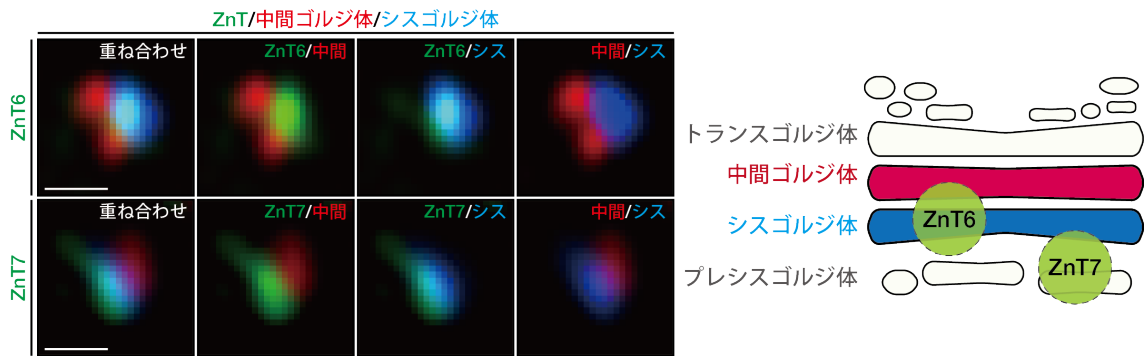 ZnT/中間ゴルジ体/シスゴルジ体
ZnT6
重ね合わせ
ZnT6/中間
ZnT6/シス
中間/シス
ZnT7
重ね合わせ
ZnT7/中間
ZnT7/シス
中間/シス
トランスゴルジ体
中間ゴルジ体
シスゴルジ体
プレシスゴルジ体
ZnT6
ZnT7